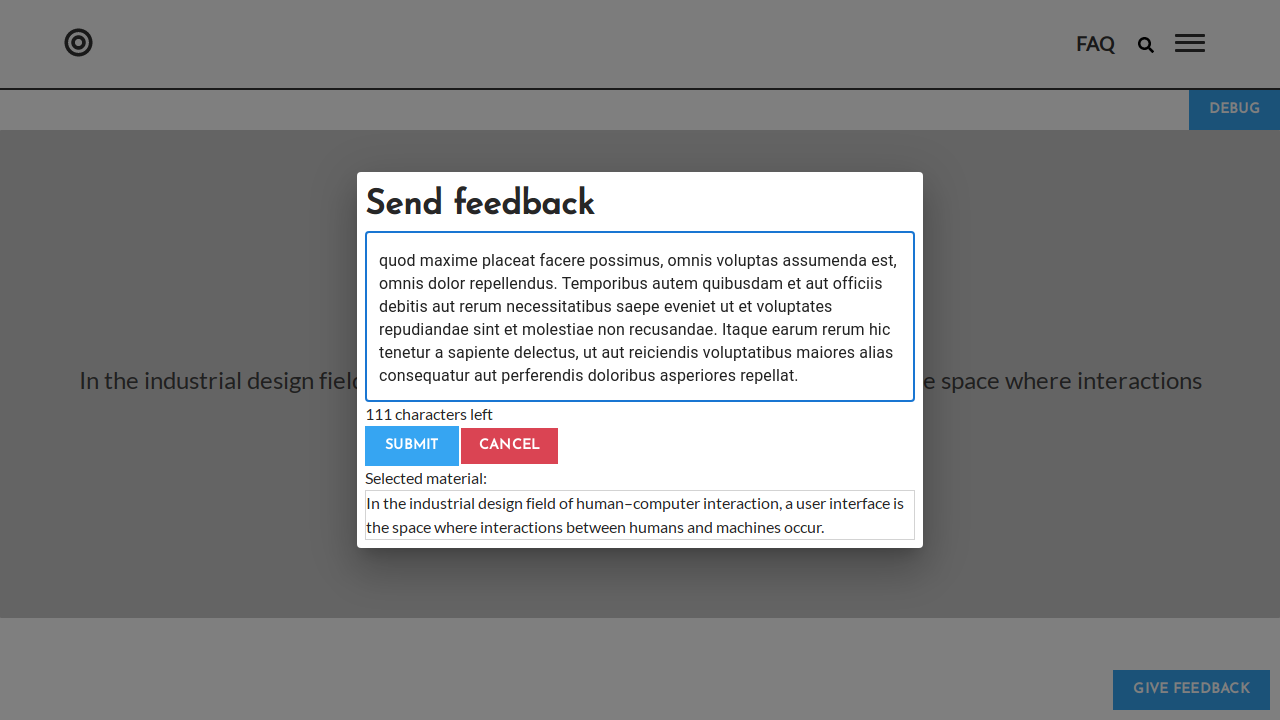 FAQ
DEBUG
Send feedback
quod maxime placeat facere possimus, omnis voluptas assumenda est,
omnis dolor repellendus. Temporibus autem quibusdam et aut officiis
debitis aut rerum necessitatibus saepe eveniet ut et voluptates
repudiandae sint et molestiae non recusandae. Itaque earum rerum hic
tenetur a sapiente delectus, ut aut reiciendis voluptatibus maiores alias
consequatur aut perferendis doloribus asperiores repellat.
In the industrial design field
e space where interactions
111 characters left
SUBMIT CANCEL
Selected material:
In the industrial design field of human–computer interaction, a user interface is
the space where interactions between humans and machines occur.
GIVE FEEDBACK